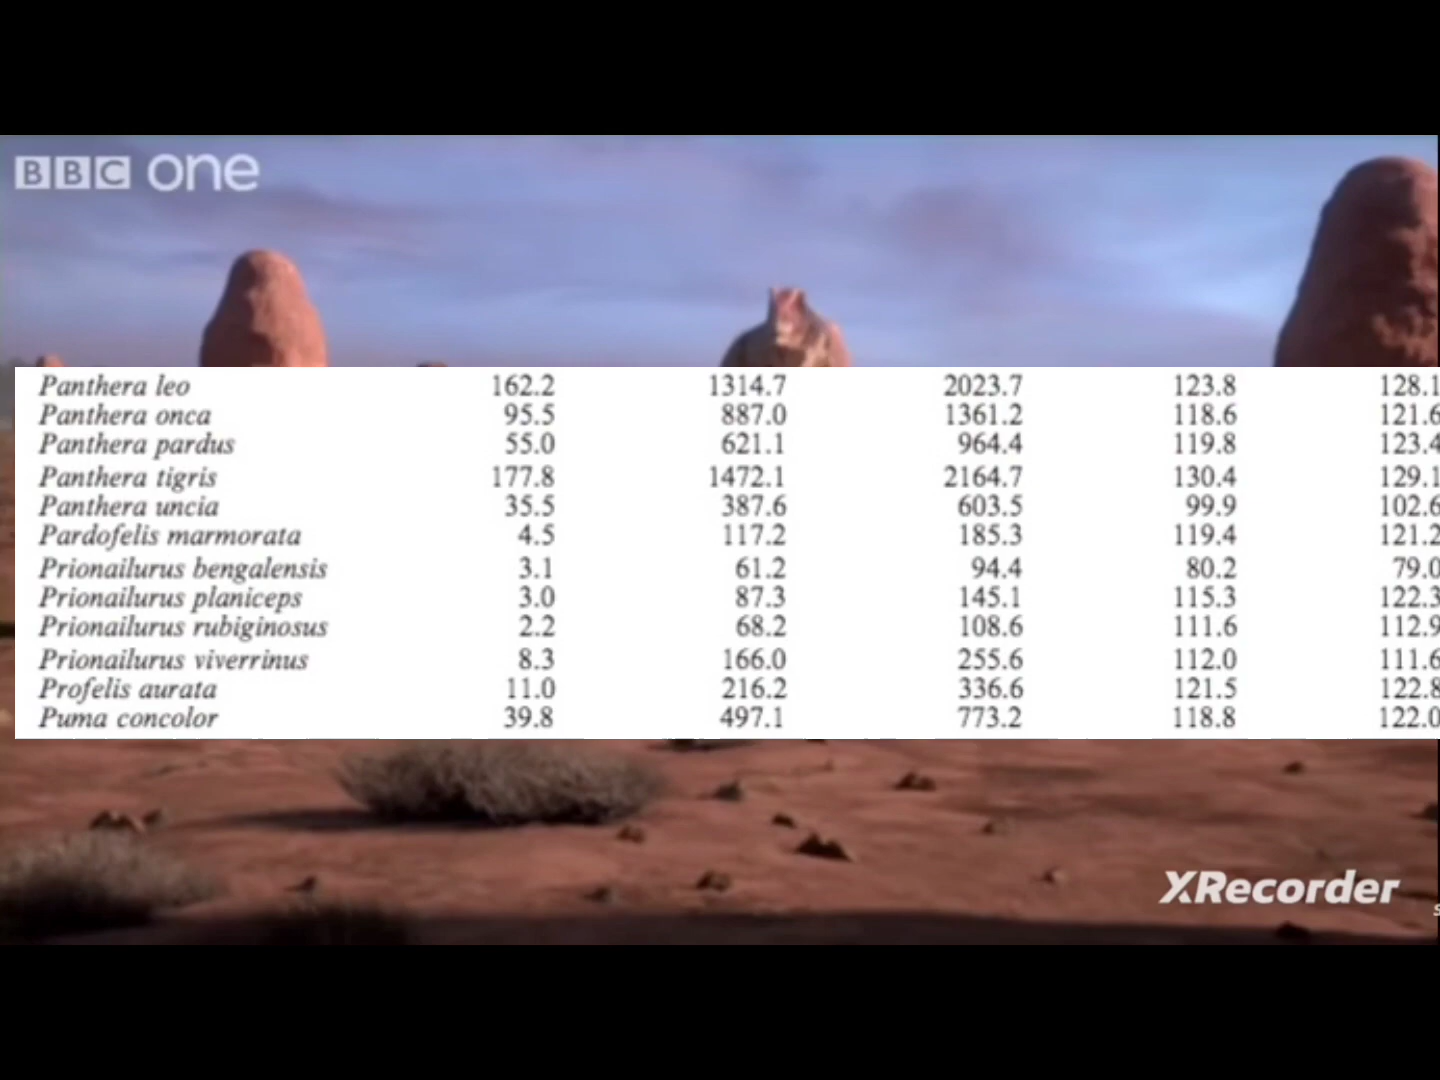 BBC one
Panthera leo 162.2 1314.7 2023.7 123.8 128.1
Panthera onca 95.5 887.0 1361.2 118.6 121.6
Panthera pardus 55.0 621.1 964.4 119.8 123.4
Panthera tigris 177.8 1472.1 2164.7 130.4 129.1
Panthera uncia 35.5 387.6 603.5 99.9 102.6
Pardofelis marmorata 4.5 117.2 185.3 119.4 121.2
Prionailurus bengalensis 3.1 61.2 94.4 80.2 79.0
Prionailurus planiceps 3.0 87.3 145.1 115.3 122.3
Prionailurus rubiginosus 2.2 68.2 108.6 111.6 112.9
Prionailurus viverrinus 8.3 166.0 255.6 112.0 111.6
Profelis aurata 11.0 216.2 336.6 121.5 122.8
Puma concolor 39.8 497.1 773.2 118.8 122.0
XRecorder